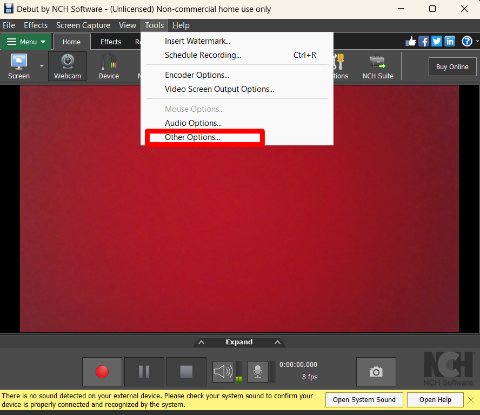 Debut by NCH Software - (Unlicensed) Non-commercial home use only
File Effects Screen Capture View Tools Help
Menu Home Effects
Insert Watermark...
Schedule Recording... Ctrl+R
Encoder Options...
Video Screen Output Options...
Mouse Options...
Audio Options...
Other Options...
Screen Webcam Device NCH Suite Buy Online
Expand
0:00:00.000
8 fps
NCH
NCH Software
There is no sound detected on your external device. Please check your system sound to confirm your
device is properly connected and recognized by the system.
Open System Sound Open Help